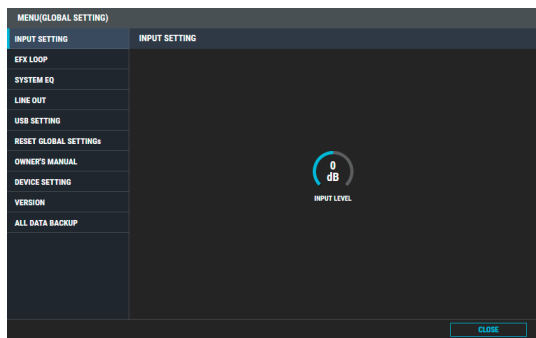 MENU(GLOBAL SETTING)
INPUT SETTING
INPUT SETTING
EFX LOOP
SYSTEM EQ
LINE OUT
USB SETTING
RESET GLOBAL SETTINGs
OWNER'S MANUAL
DEVICE SETTING
VERSION
ALL DATA BACKUP
0
dB
INPUT LEVEL
CLOSE